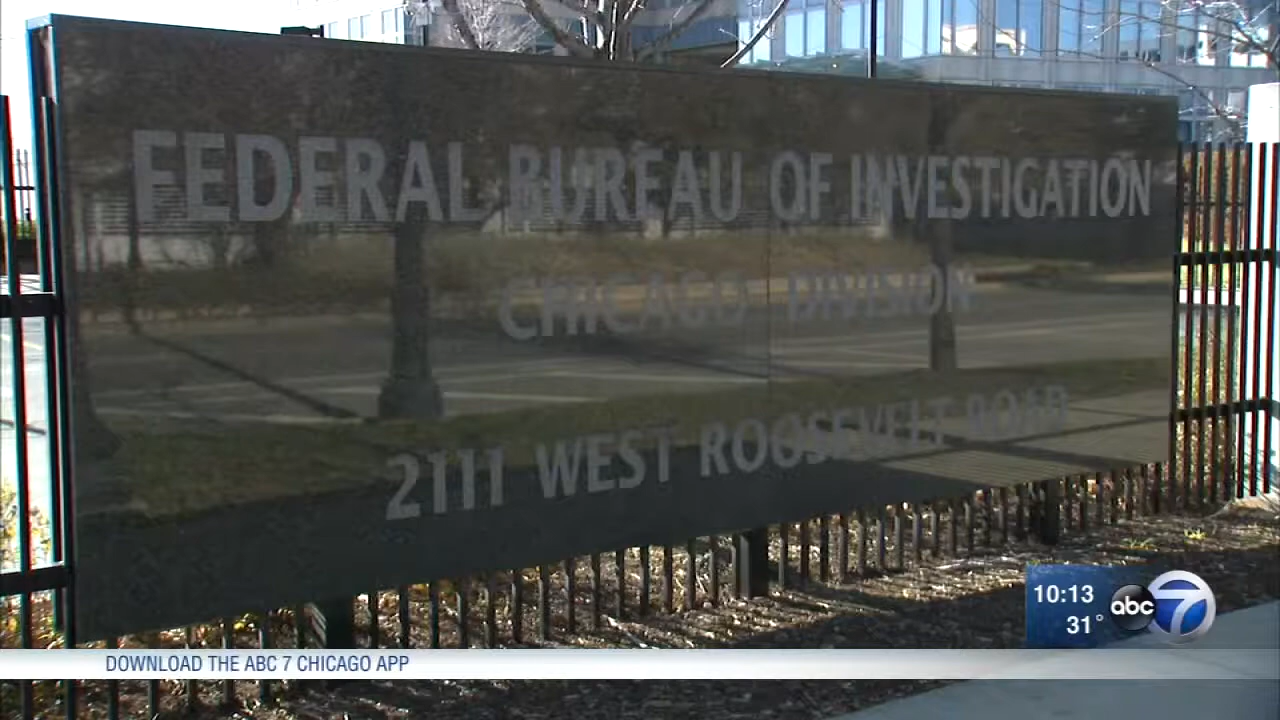 FEDERAL BUREAU OF INVESTIGATION
CHICAGO DIVISION
2111 WEST ROOSEVELT ROAD
10:13
31°
abc 7
DOWNLOAD THE ABC 7 CHICAGO APP